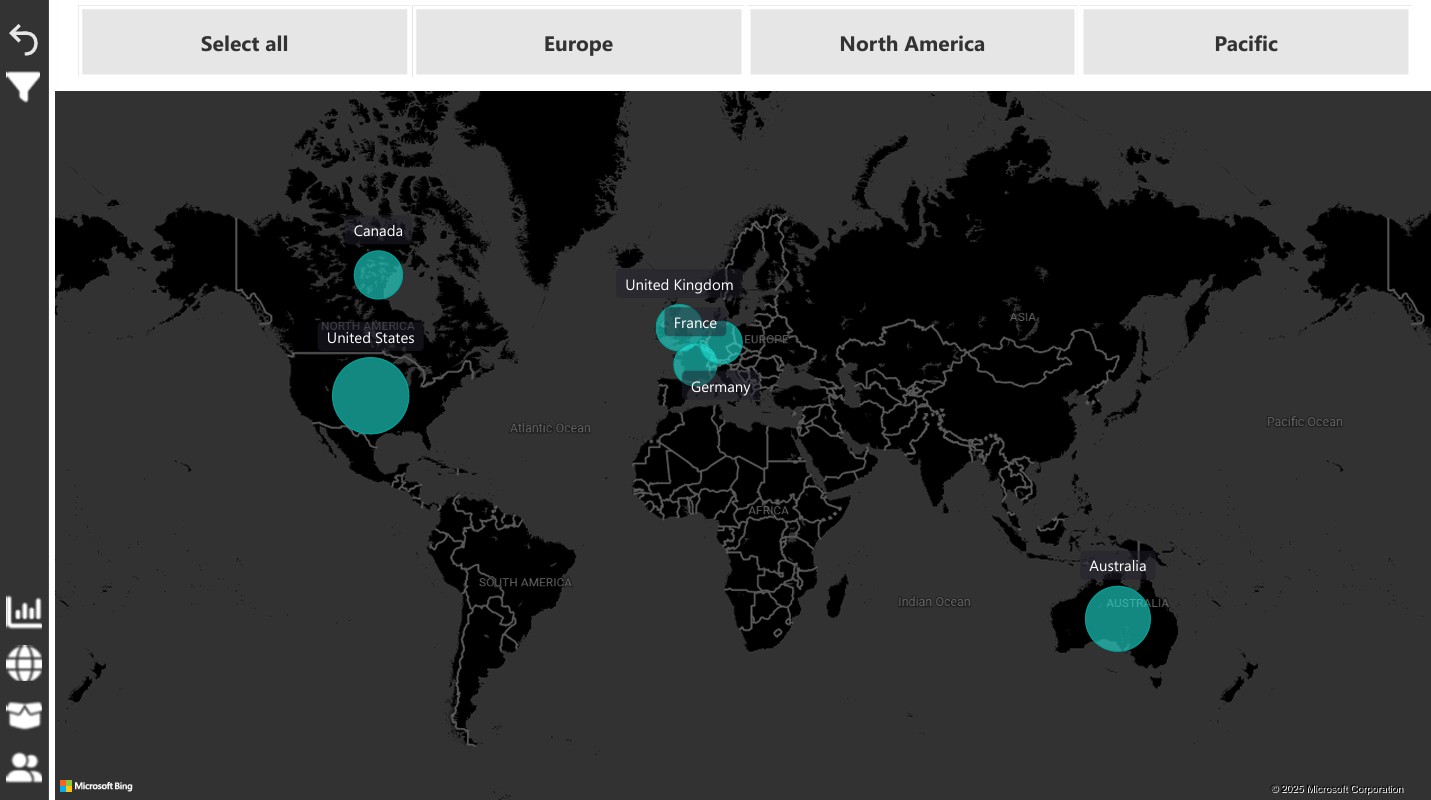 Select all
Europe
North America
Pacific
Canada
United Kingdom
NORTH AMERICA
United States
France
EUROPE
ASIA
Germany
Atlantic Ocean
Pacific Ocean
AFRICA
Australia
SOUTH AMERICA
Indian Ocean
AUSTRALIA
Microsoft Bing
© 2025 Microsoft Corporation